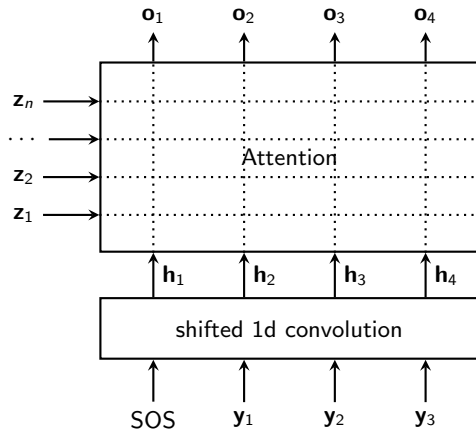 o₁ o₂ o₃ o₄
zₙ
...
Attention
z₂
z₁
h₁ h₂ h₃ h₄
shifted 1d convolution
SOS y₁ y₂ y₃